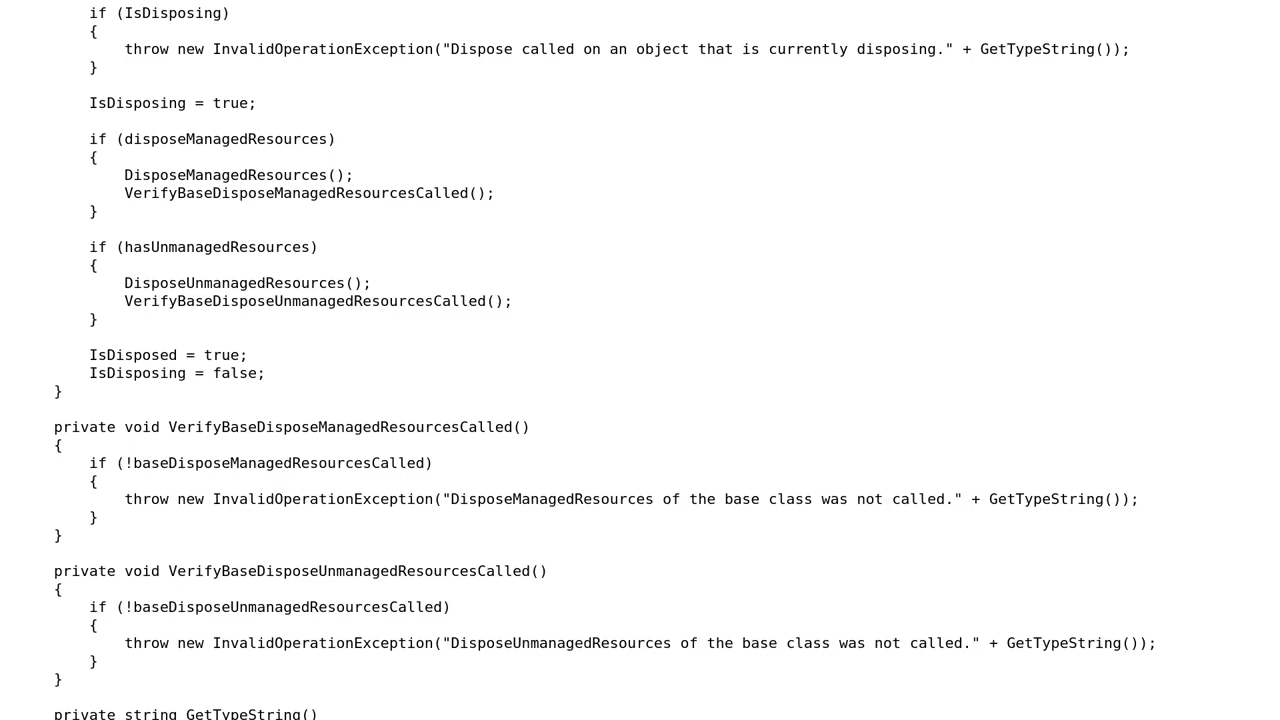 if (IsDisposing)
{
throw new InvalidOperationException("Dispose called on an object that is currently disposing." + GetTypeString());
}
IsDisposing = true;
if (disposeManagedResources)
{
DisposeManagedResources();
VerifyBaseDisposeManagedResourcesCalled();
}
if (hasUnmanagedResources)
{
DisposeUnmanagedResources();
VerifyBaseDisposeUnmanagedResourcesCalled();
}
IsDisposed = true;
IsDisposing = false;
}
private void VerifyBaseDisposeManagedResourcesCalled()
{
if (!baseDisposeManagedResourcesCalled)
{
throw new InvalidOperationException("DisposeManagedResources of the base class was not called." + GetTypeString());
}
}
private void VerifyBaseDisposeUnmanagedResourcesCalled()
{
if (!baseDisposeUnmanagedResourcesCalled)
{
throw new InvalidOperationException("DisposeUnmanagedResources of the base class was not called." + GetTypeString());
}
}
private string GetTypeString()